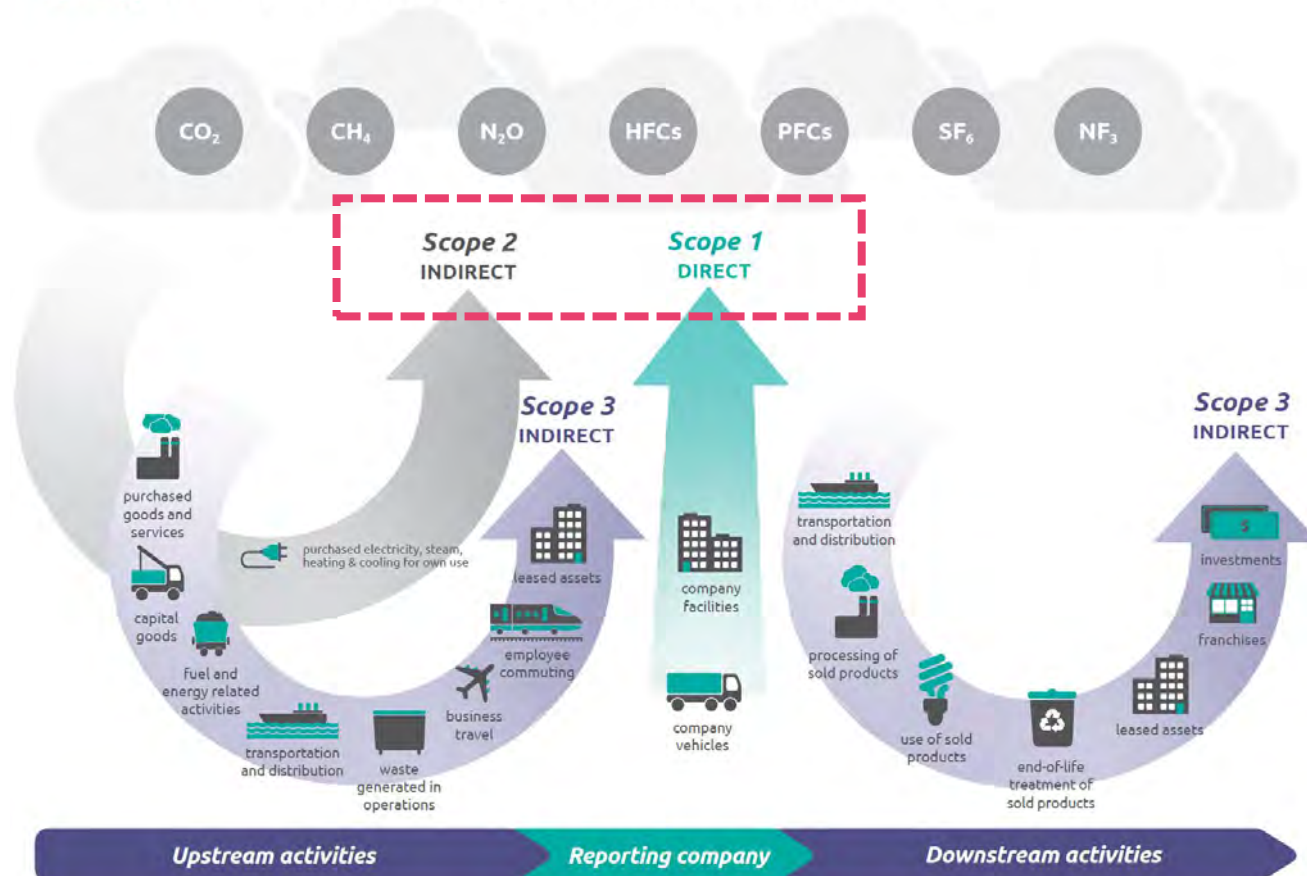 CO₂
CH₄
N₂O
HFCs
PFCs
SF₆
NF₃
Scope 2
INDIRECT
Scope 1
DIRECT
Scope 3
INDIRECT
Scope 3
INDIRECT
purchased
goods and
services
capital
goods
fuel and
energy related
activities
purchased electricity, steam,
heating & cooling for own use
transportation
and distribution
waste
generated in
operations
business
travel
employee
commuting
leased assets
company
facilities
company
vehicles
transportation
and distribution
processing of
sold products
use of sold
products
end-of-life
treatment of
sold products
leased assets
franchises
$
investments
Upstream activities
Reporting company
Downstream activities